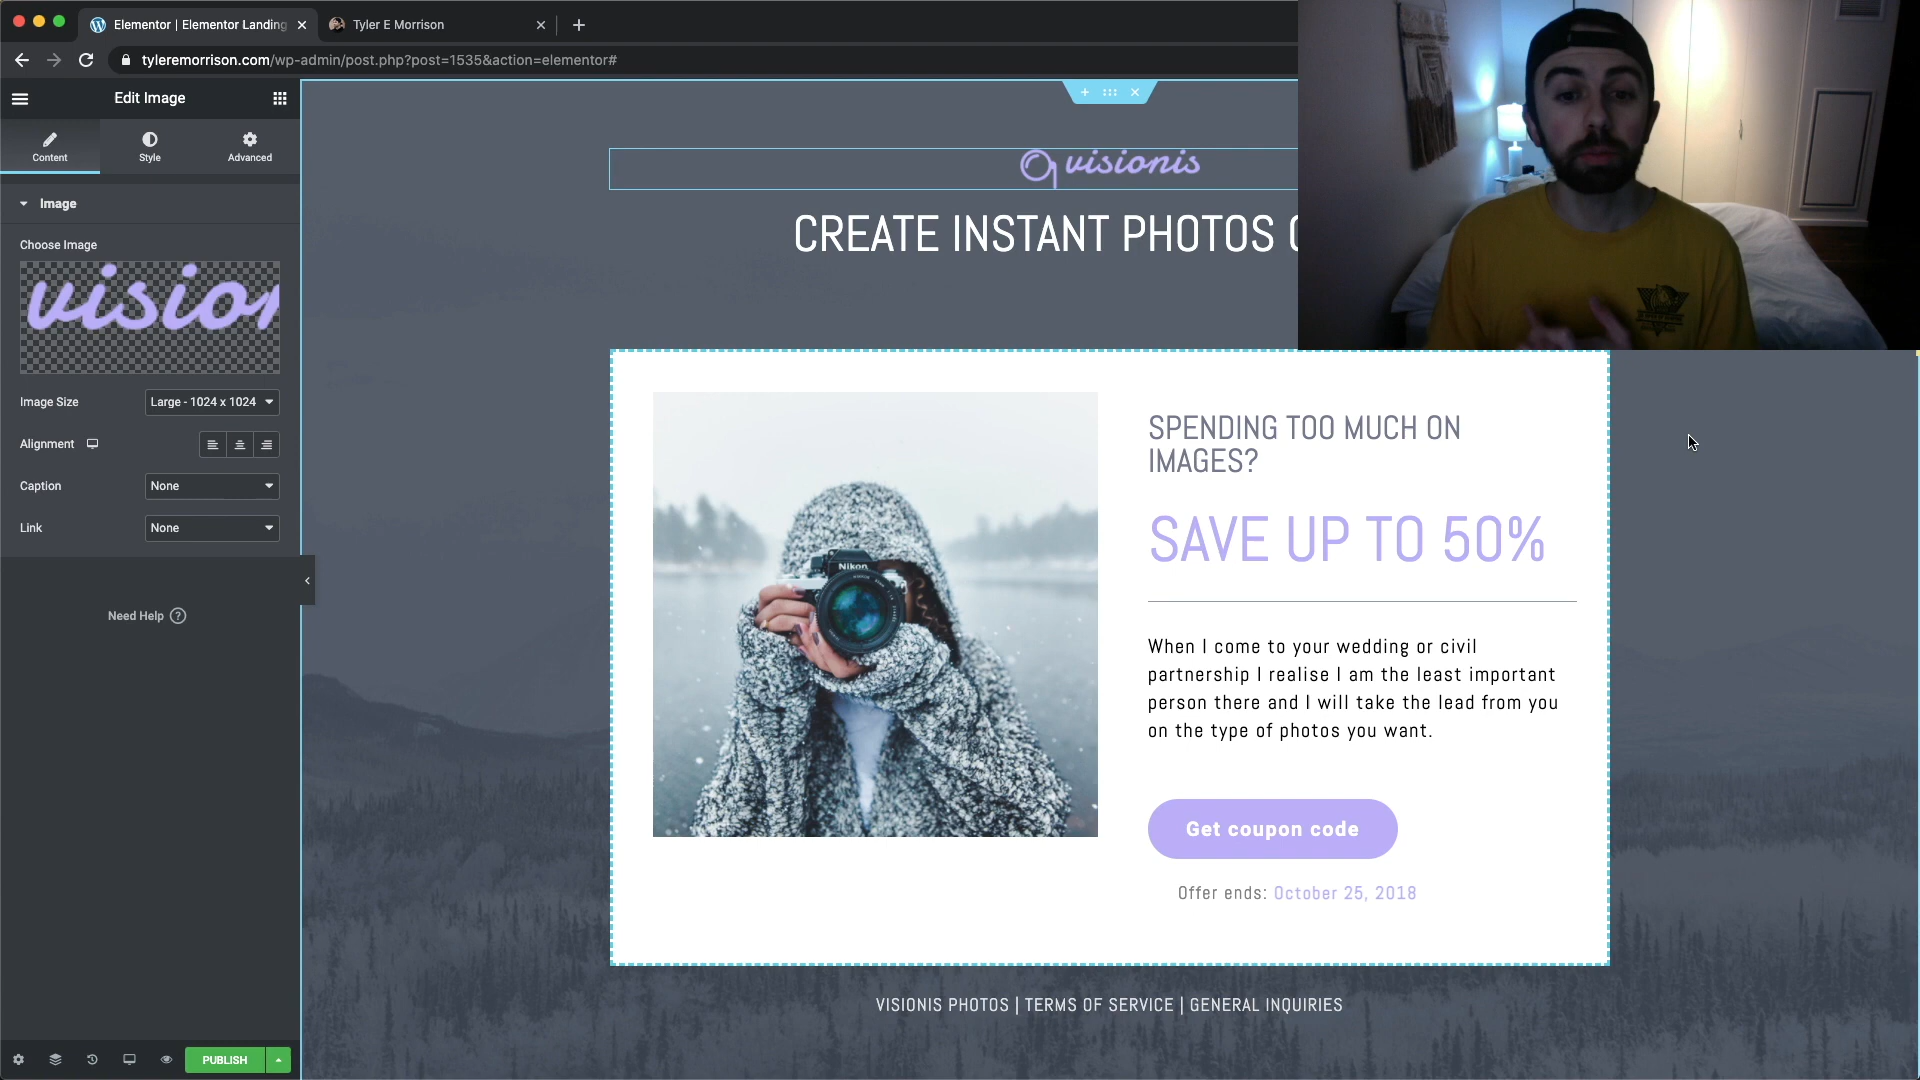 Elementor | Elementor Landing
Tyler E Morrison
tyleremorrison.com/wp-admin/post.php?post=1535&action=elementor#
Edit Image
Content
Style
Advanced
Image
Choose Image
vision
Image Size
Large - 1024 x 1024
Alignment
Caption
None
Link
None
Need Help
PUBLISH
visionis
CREATE INSTANT PHOTOS
SPENDING TOO MUCH ON
IMAGES?
SAVE UP TO 50%
Nikon
When I come to your wedding or civil
partnership I realise I am the least important
person there and I will take the lead from you
on the type of photos you want.
Get coupon code
Offer ends: October 25, 2018
VISIONIS PHOTOS | TERMS OF SERVICE | GENERAL INQUIRIES